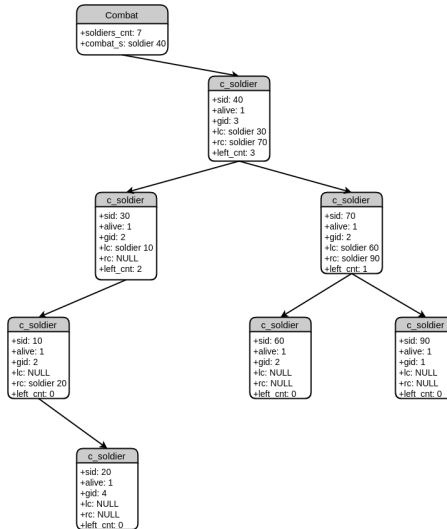 Combat
+soldiers_cnt: 7
+combat_s: soldier 40
c_soldier
+sid: 40
+alive: 1
+gid: 3
+lc: soldier 30
+rc: soldier 70
+left_cnt: 3
c_soldier
+sid: 30
+alive: 1
+gid: 2
+lc: soldier 10
+rc: NULL
+left_cnt: 2
c_soldier
+sid: 70
+alive: 1
+gid: 2
+lc: soldier 60
+rc: soldier 90
+left_cnt: 1
c_soldier
+sid: 10
+alive: 1
+gid: 2
+lc: NULL
+rc: soldier 20
+left_cnt: 0
c_soldier
+sid: 60
+alive: 1
+gid: 2
+lc: NULL
+rc: NULL
+left_cnt: 0
c_soldier
+sid: 90
+alive: 1
+gid: 1
+lc: NULL
+rc: NULL
+left_cnt: 0
c_soldier
+sid: 20
+alive: 1
+gid: 4
+lc: NULL
+rc: NULL
+left_cnt: 0